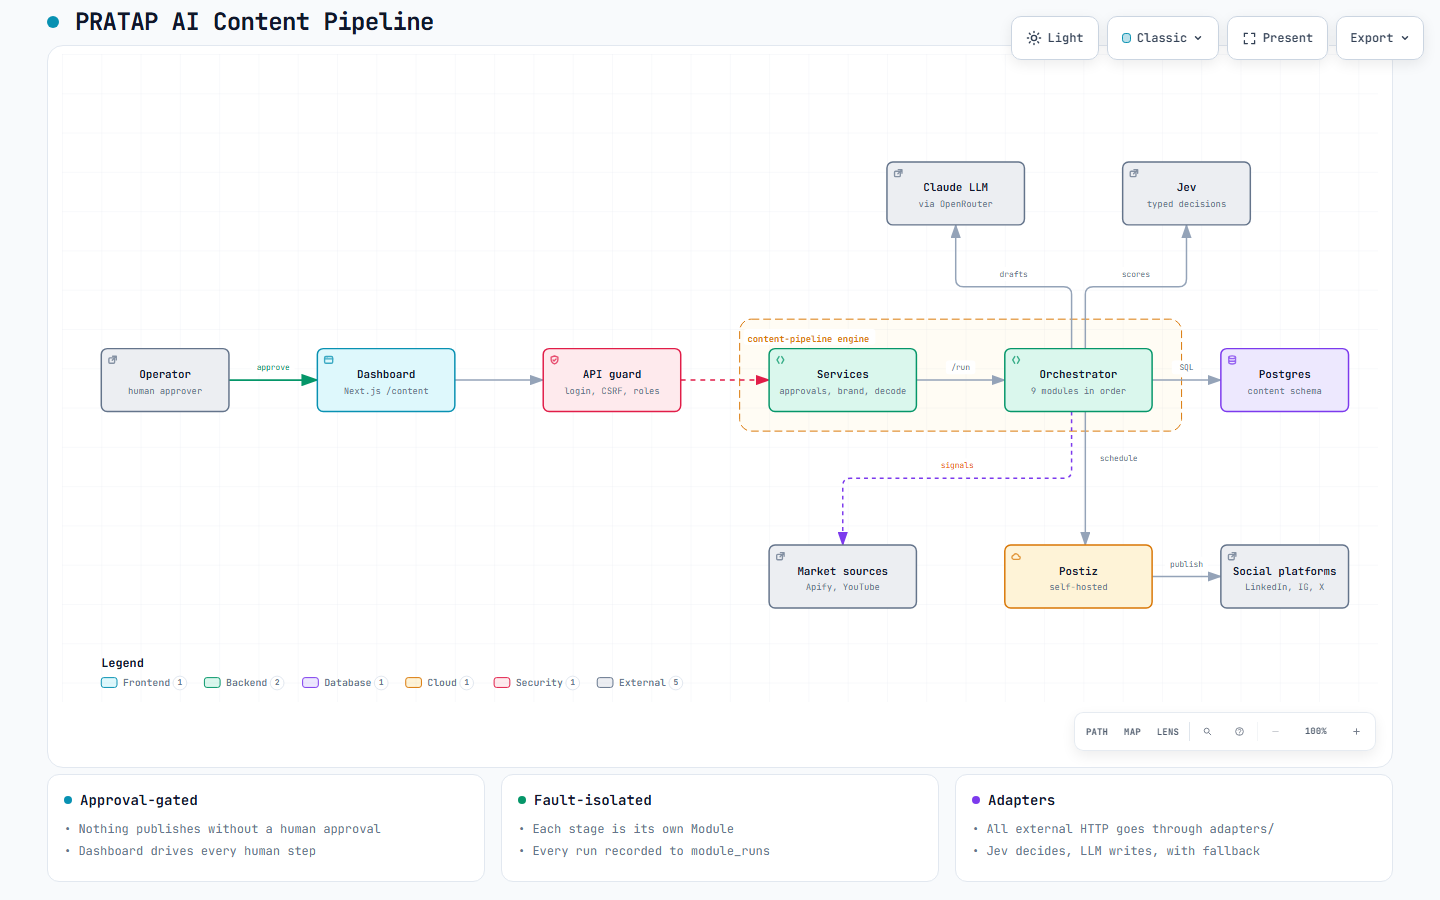 PRATAP AI Content Pipeline
Light
Classic
Present
Export
Claude LLM
via OpenRouter
Jev
typed decisions
drafts
scores
content-pipeline engine
Operator
human approver
approve
Dashboard
Next.js /content
API guard
login, CSRF, roles
Services
approvals, brand, decode
/run
Orchestrator
9 modules in order
SQL
Postgres
content schema
signals
schedule
Market sources
Apify, YouTube
Postiz
self-hosted
publish
Social platforms
LinkedIn, IG, X
Legend
Frontend 1
Backend 2
Database 1
Cloud 1
Security 1
External 5
PATH MAP LENS
− 100% +
Approval-gated
• Nothing publishes without a human approval
• Dashboard drives every human step
Fault-isolated
• Each stage is its own Module
• Every run recorded to module_runs
Adapters
• All external HTTP goes through adapters/
• Jev decides, LLM writes, with fallback